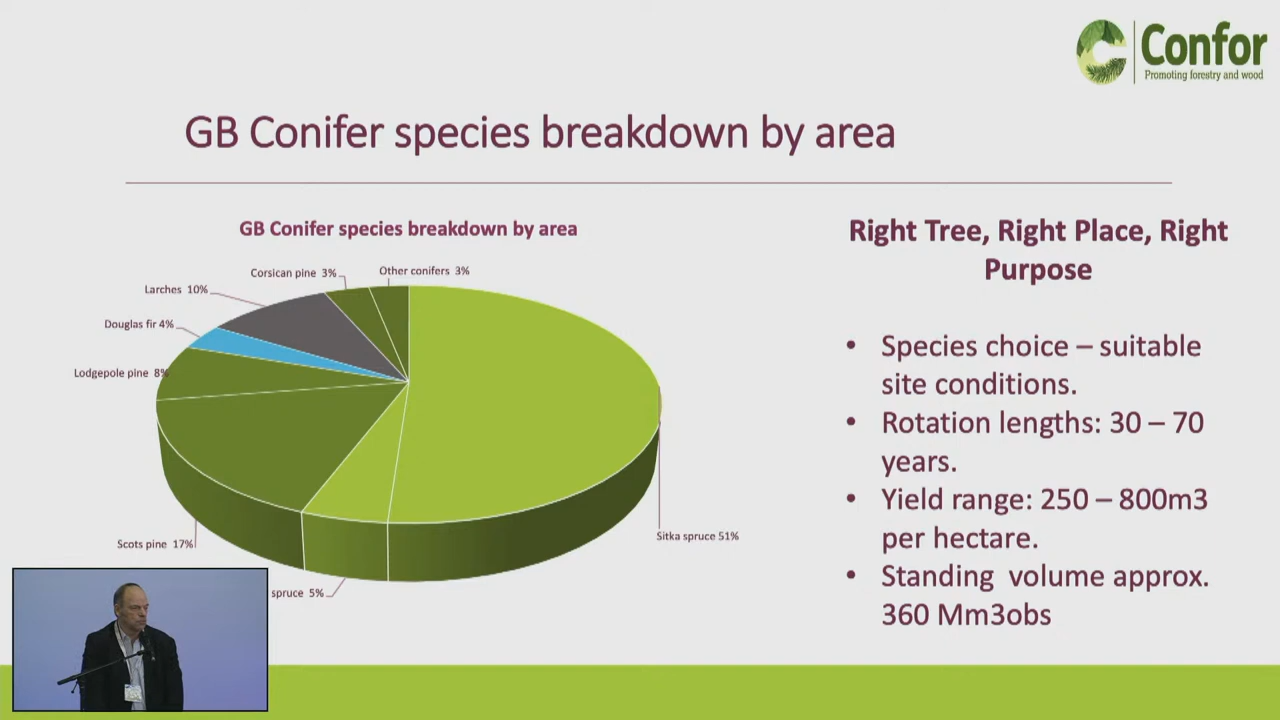 Confor
Promoting forestry and wood
GB Conifer species breakdown by area
GB Conifer species breakdown by area
Corsican pine 3%
Other conifers 3%
Larches 10%
Douglas fir 4%
Lodgepole pine 8%
Scots pine 17%
spruce 5%
Sitka spruce 51%
Right Tree, Right Place, Right
Purpose
• Species choice – suitable
site conditions.
• Rotation lengths: 30 – 70
years.
• Yield range: 250 – 800m3
per hectare.
• Standing volume approx.
360 Mm3obs